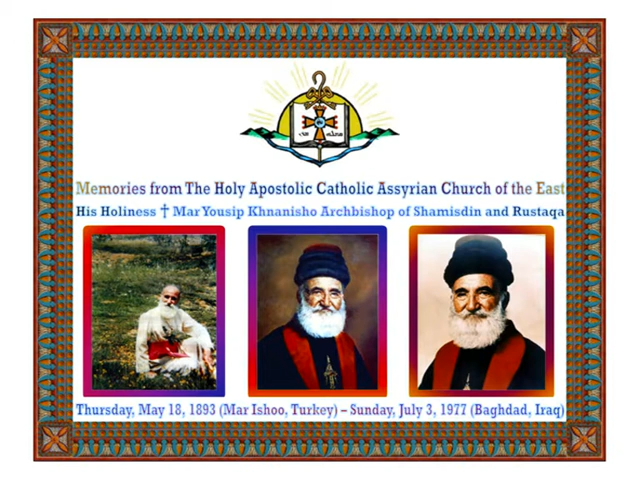 Memories from The Holy Apostolic Catholic Assyrian Church of the East
His Holiness † Mar Yousip Khnanisho Archbishop of Shamisdin and Rustaqa
Thursday, May 18, 1893 (Mar Ishoo, Turkey) – Sunday, July 3, 1977 (Baghdad, Iraq)